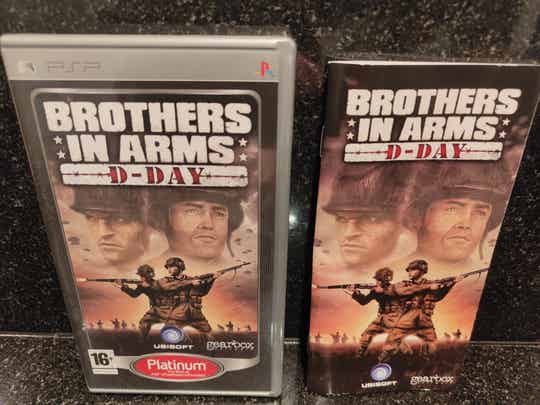 PSP
BROTHERS
IN ARMS
D-DAY
UBISOFT
gearbox
16+
Platinum
BROTHERS
IN ARMS
D-DAY
UBISOFT
gearbox